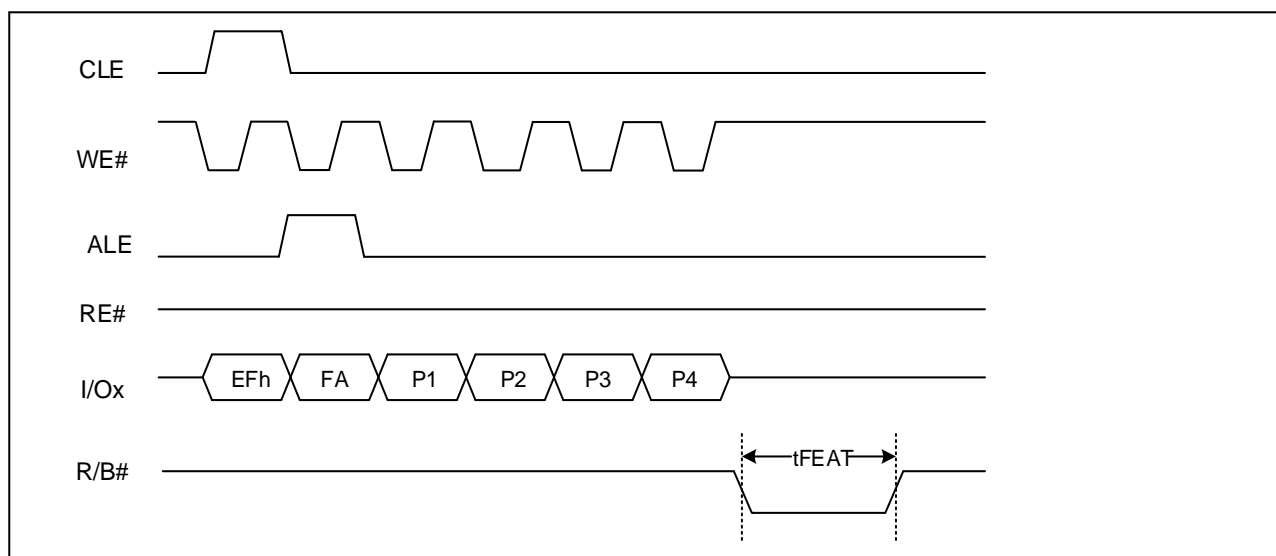 CLE
WE#
ALE
RE#
I/Ox EFh FA P1 P2 P3 P4
R/B# tFEAT